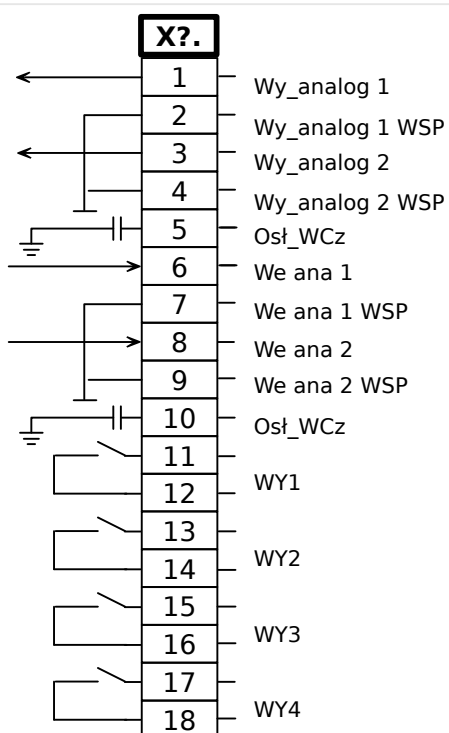 X?.
1 Wy_analog 1
2 Wy_analog 1 WSP
3 Wy_analog 2
4 Wy_analog 2 WSP
5 Osł_WCz
6 We ana 1
7 We ana 1 WSP
8 We ana 2
9 We ana 2 WSP
10 Osł_WCz
11
WY1
12
13
WY2
14
15
WY3
16
17
WY4
18